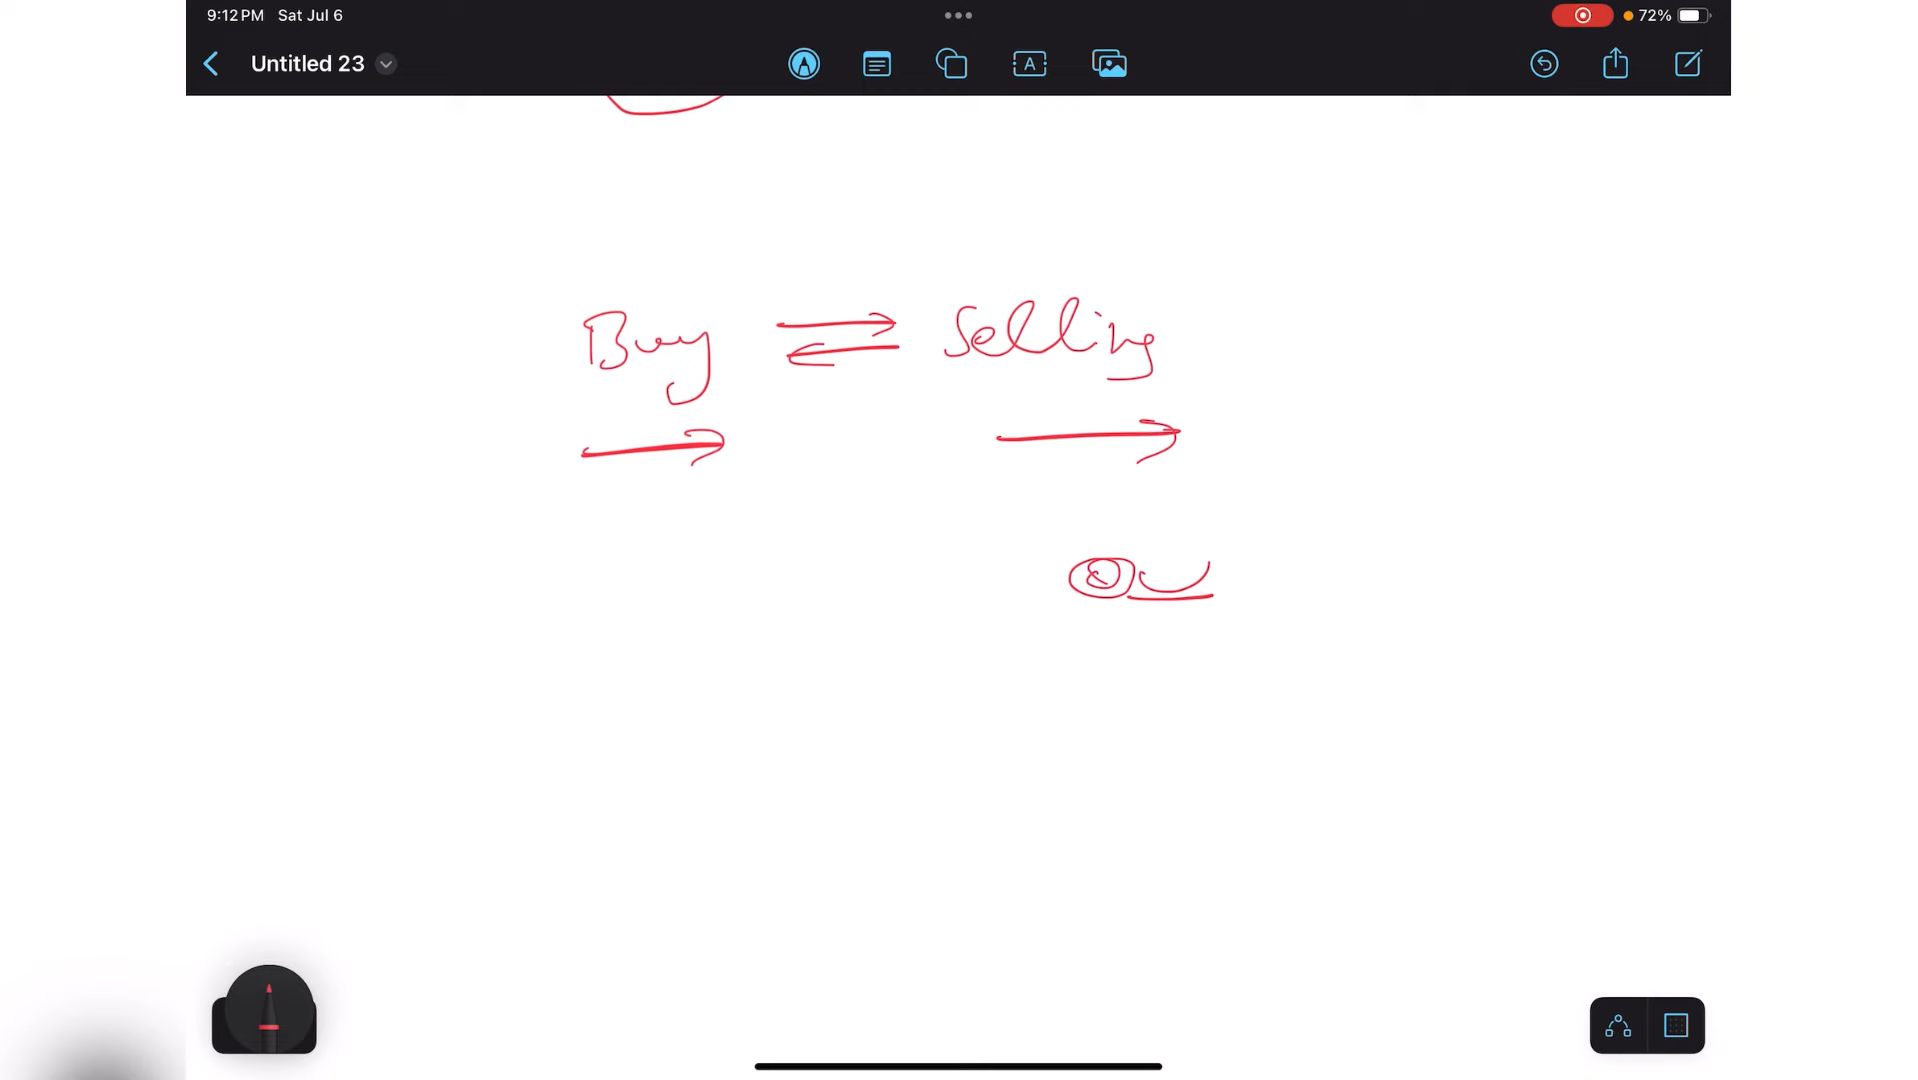 9:12 PM Sat Jul 6
72%
Untitled 23
A
Buy ⇌ Selling